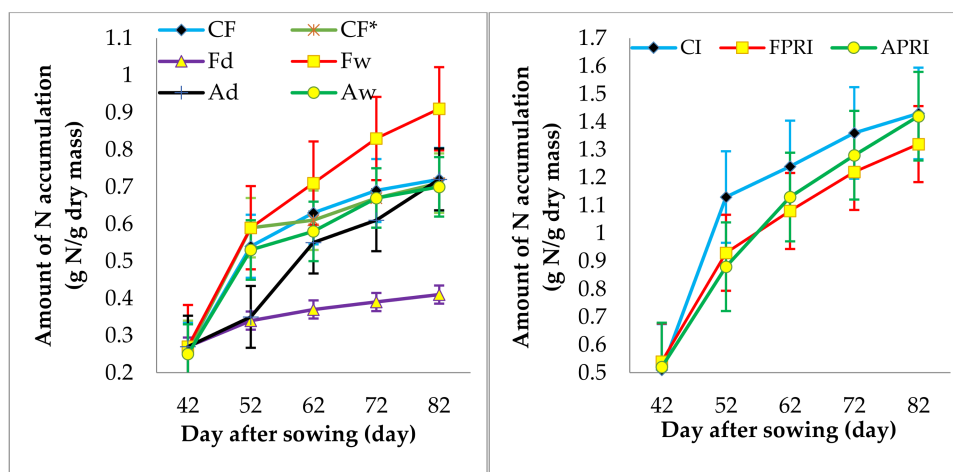 CF CF*
Fd Fw
Ad Aw
Amount of N accumulation
(g N/g dry mass)
1.1
1
0.9
0.8
0.7
0.6
0.5
0.4
0.3
0.2
42 52 62 72 82
Day after sowing (day)
CI FPRI APRI
Amount of N accumulation
(g N/g dry mass)
1.7
1.6
1.5
1.4
1.3
1.2
1.1
1
0.9
0.8
0.7
0.6
0.5
42 52 62 72 82
Day after sowing (day)